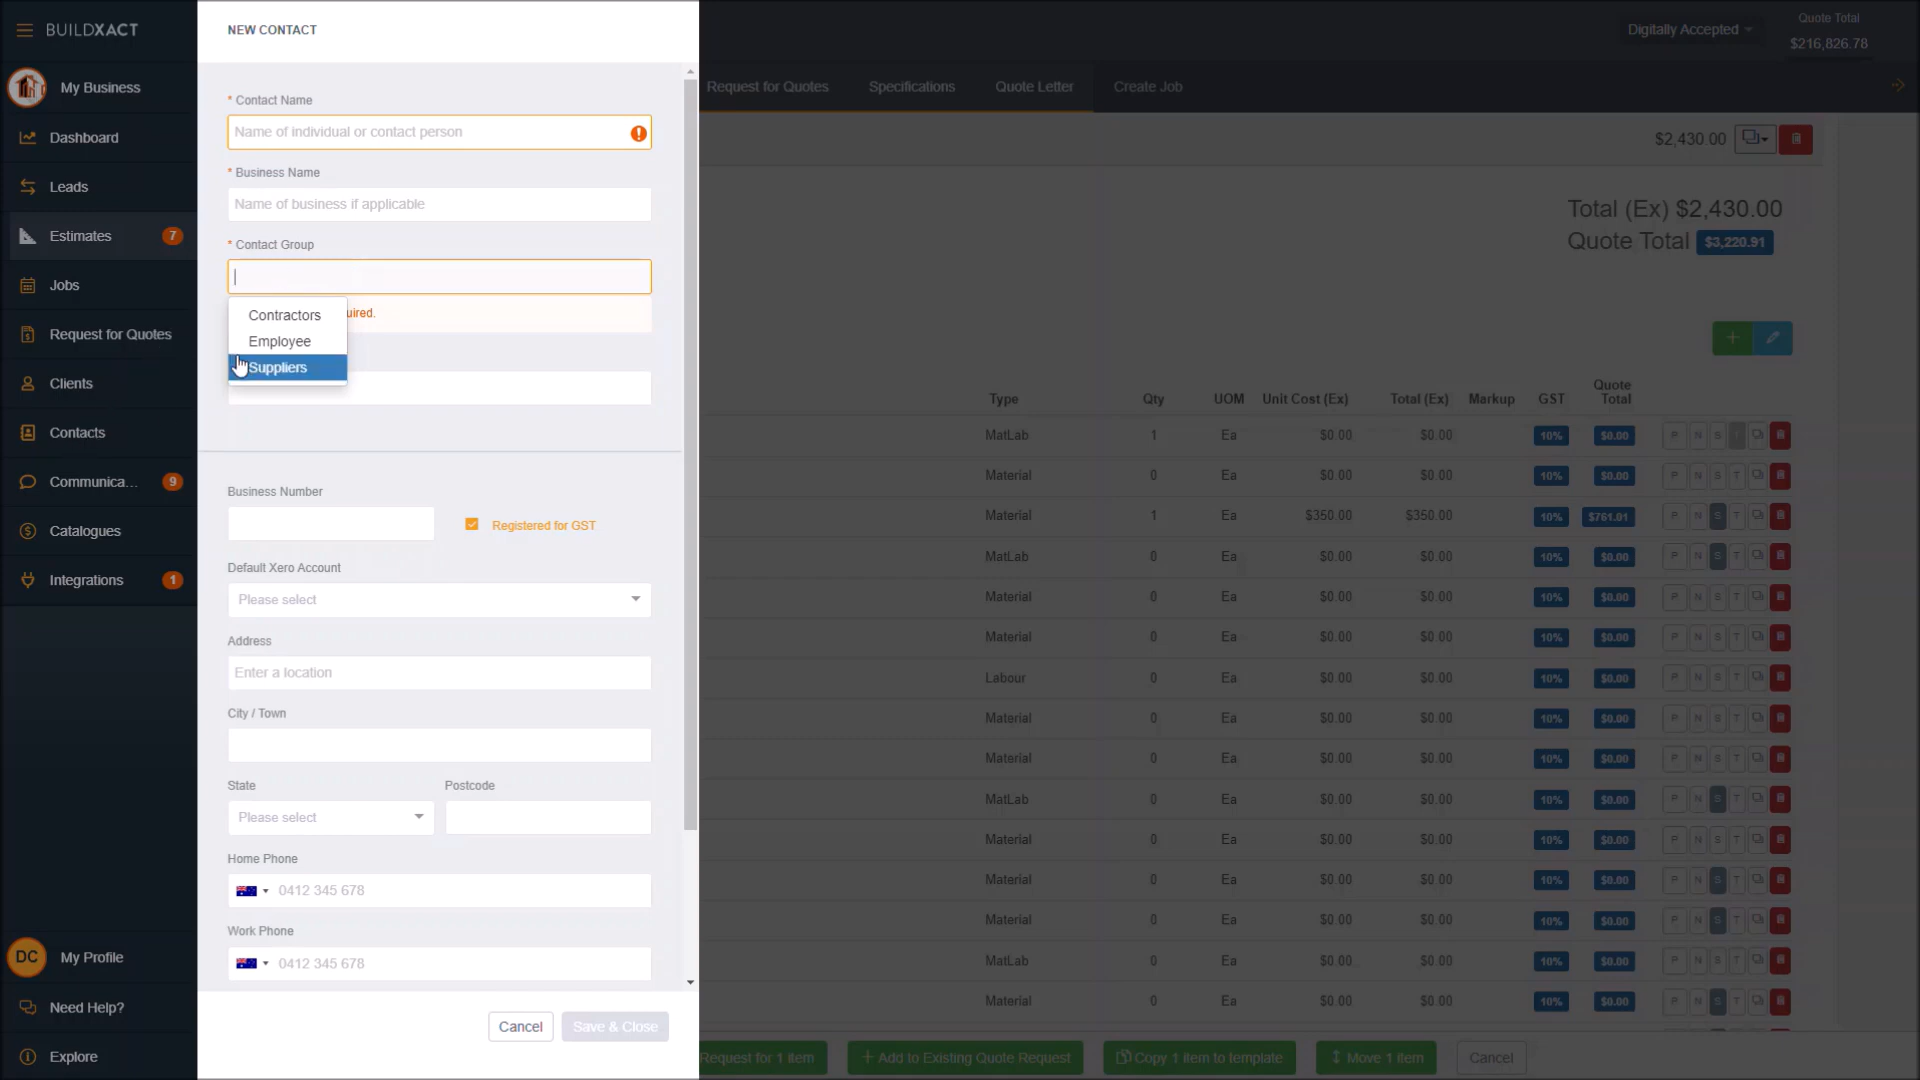 BUILDXACT
My Business
Dashboard
Leads
Estimates 7
Jobs
Request for Quotes
Clients
Contacts
Communica... 9
Catalogues
Integrations 1
DC My Profile
Need Help?
Explore
NEW CONTACT
* Contact Name
Name of individual or contact person
* Business Name
Name of business if applicable
* Contact Group
Contractors
Employee
Suppliers
uired.
Business Number
Registered for GST
Default Xero Account
Please select
Address
Enter a location
City / Town
State Postcode
Please select
Home Phone
0412 345 678
Work Phone
0412 345 678
Cancel Save & Close
Digitally Accepted
Quote Total
$216,826.78
Request for Quotes Specifications Quote Letter Create Job
$2,430.00
Total (Ex) $2,430.00
Quote Total $3,220.91
Type Qty UOM Unit Cost (Ex) Total (Ex) Markup GST Quote Total
MatLab 1 Ea $0.00 $0.00 10% $0.00 P N S T
Material 0 Ea $0.00 $0.00 10% $0.00 P N S T
Material 1 Ea $350.00 $350.00 10% $761.01 P N S T
MatLab 0 Ea $0.00 $0.00 10% $0.00 P N S T
Material 0 Ea $0.00 $0.00 10% $0.00 P N S T
Material 0 Ea $0.00 $0.00 10% $0.00 P N S T
Labour 0 Ea $0.00 $0.00 10% $0.00 P N S T
Material 0 Ea $0.00 $0.00 10% $0.00 P N S T
Material 0 Ea $0.00 $0.00 10% $0.00 P N S T
MatLab 0 Ea $0.00 $0.00 10% $0.00 P N S T
Material 0 Ea $0.00 $0.00 10% $0.00 P N S T
Material 0 Ea $0.00 $0.00 10% $0.00 P N S T
Material 0 Ea $0.00 $0.00 10% $0.00 P N S T
MatLab 0 Ea $0.00 $0.00 10% $0.00 P N S T
Material 0 Ea $0.00 $0.00 10% $0.00 P N S T
Request for 1 item + Add to Existing Quote Request Copy 1 item to template Move 1 item Cancel